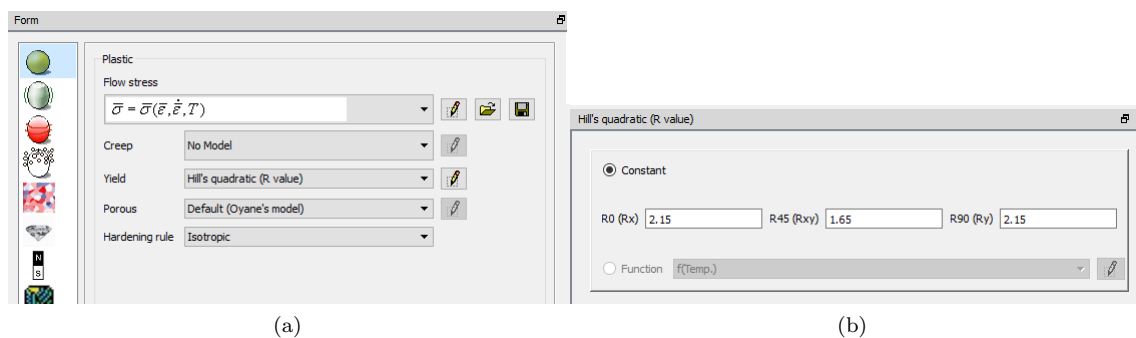 Form
Plastic
Flow stress
σ̅ = σ̅(ε̅, ε̅̇, T)
Creep No Model
Yield Hill's quadratic (R value)
Porous Default (Oyane's model)
Hardening rule Isotropic
N
S
(a)
Hill's quadratic (R value)
Constant
R0 (Rx) 2.15 R45 (Rxy) 1.65 R90 (Ry) 2.15
Function f(Temp.)
(b)